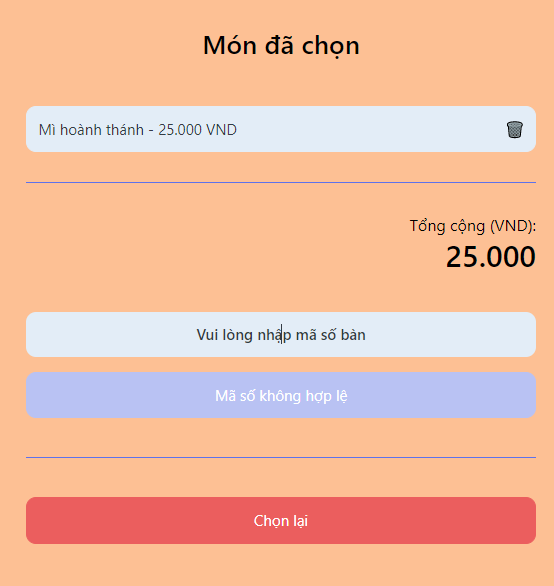 Món đã chọn
Mì hoành thánh - 25.000 VND
Tổng cộng (VND):
25.000
Vui lòng nhập mã số bàn
Mã số không hợp lệ
Chọn lại